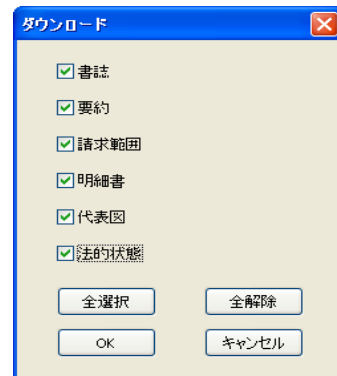 ダウンロード
書誌
要約
請求範囲
明細書
代表図
法的状態
全選択 全解除
OK キャンセル